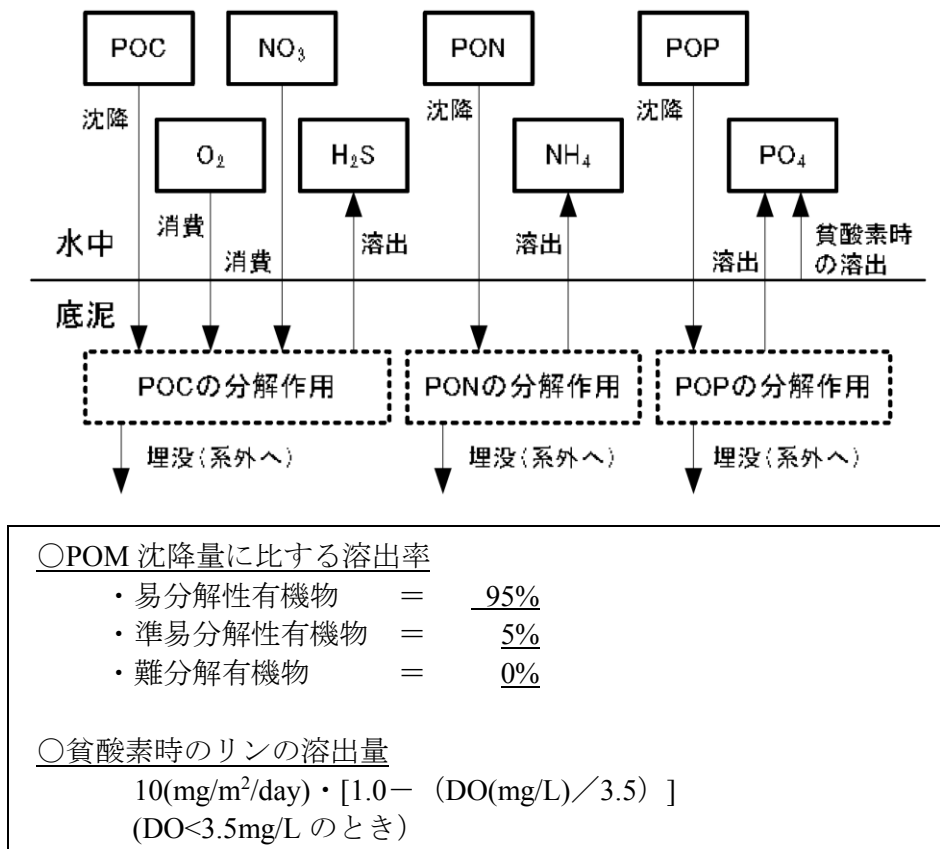 POC NO₃ PON POP
沈降 沈降 沈降
O₂ H₂S NH₄ PO₄
水中 消費 消費 溶出 溶出 溶出 貧酸素時
の溶出
底泥
POCの分解作用 PONの分解作用 POPの分解作用
埋没(系外へ) 埋没(系外へ) 埋没(系外へ)
○POM 沈降量に比する溶出率
・易分解性有機物 = 95%
・準易分解性有機物 = 5%
・難分解有機物 = 0%
○貧酸素時のリンの溶出量
10(mg/m²/day)・[1.0－（DO(mg/L)／3.5）]
(DO<3.5mg/L のとき）